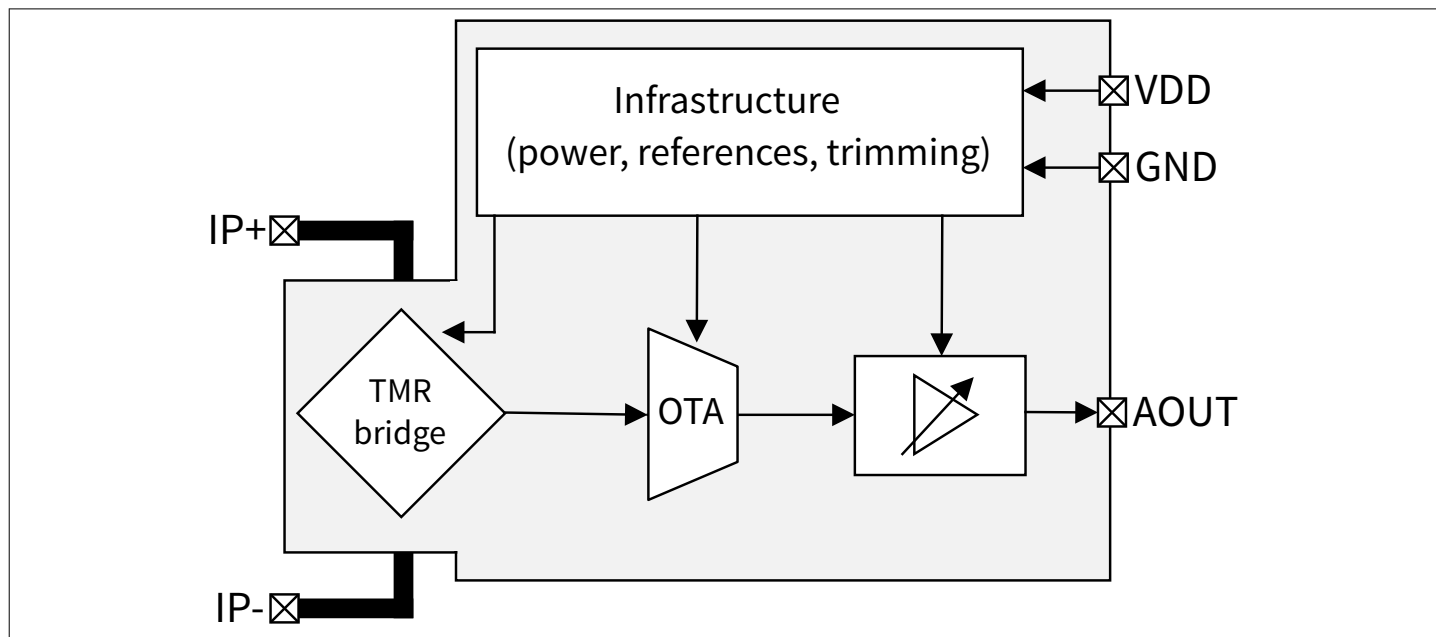 Infrastructure
(power, references, trimming)
VDD
GND
IP+
TMR
bridge
OTA
AOUT
IP-